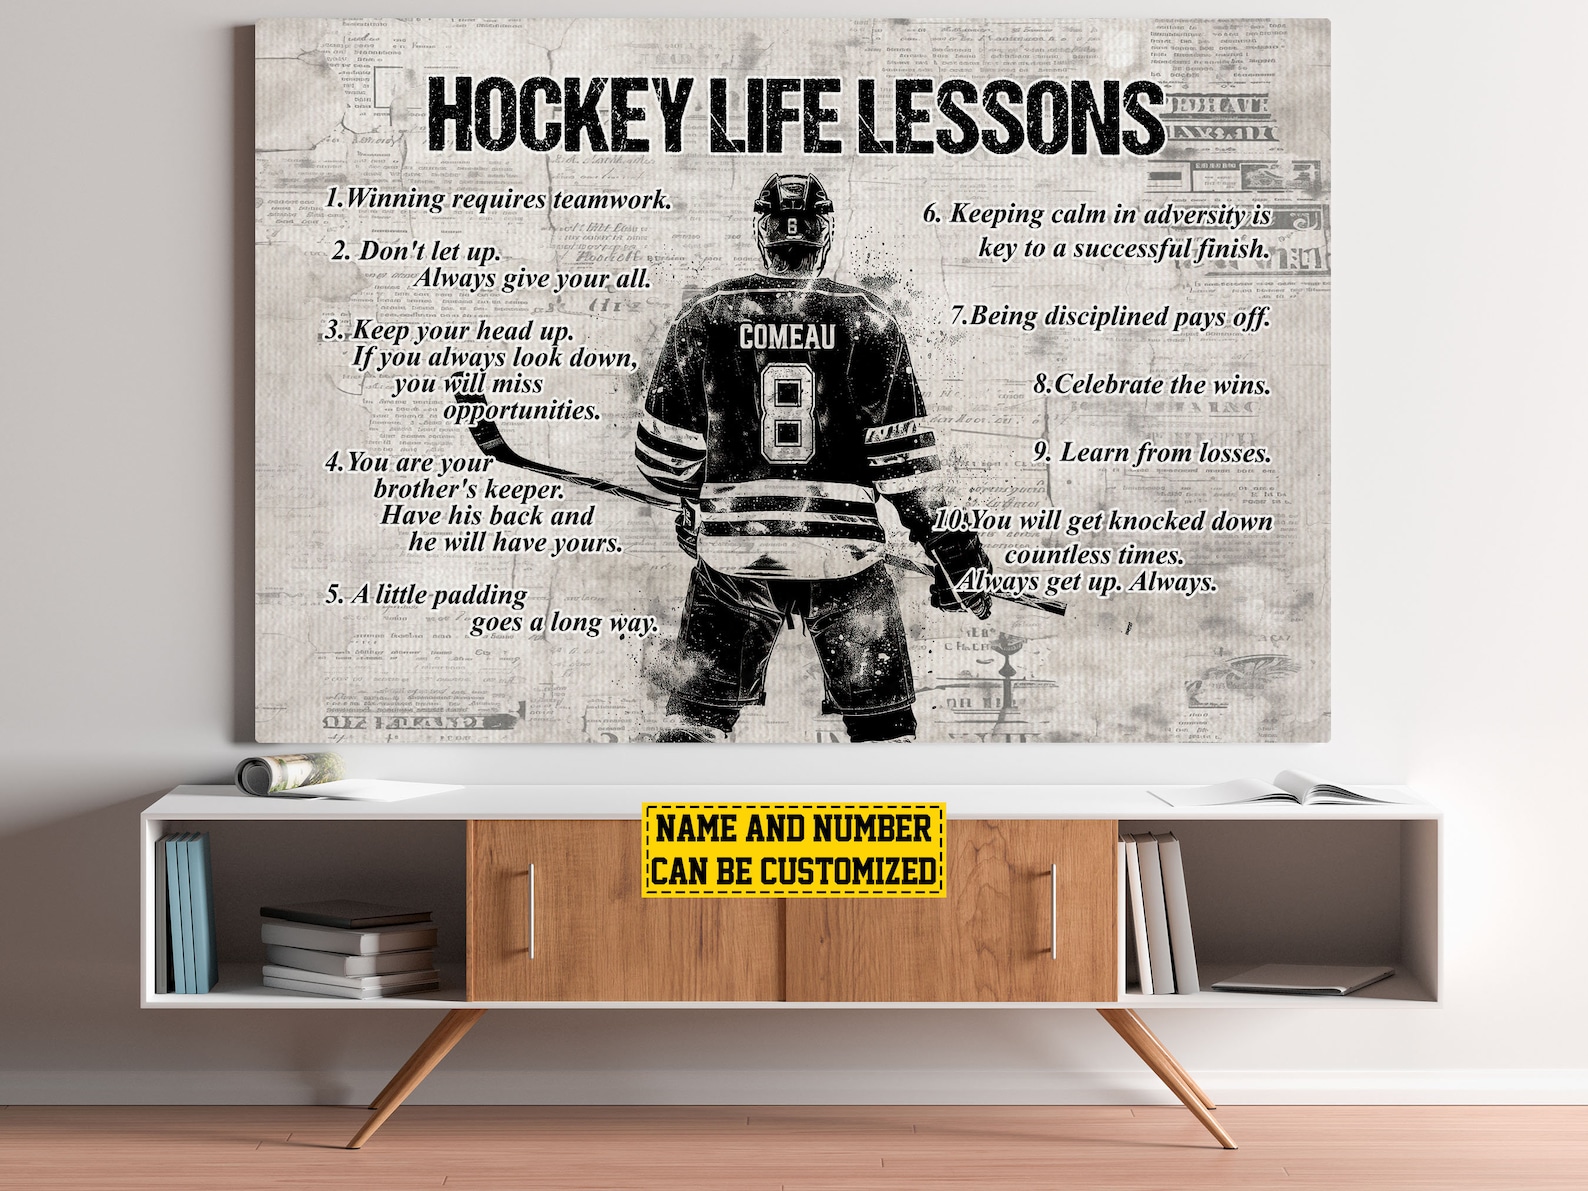 HOCKEY LIFE LESSONS
1.Winning requires teamwork.
2. Don't let up.
Always give your all.
3. Keep your head up.
If you always look down,
you will miss
opportunities.
4.You are your
brother's keeper.
Have his back and
he will have yours.
5. A little padding
goes a long way.
8
COMEAU
8
6. Keeping calm in adversity is
key to a successful finish.
7.Being disciplined pays off.
8.Celebrate the wins.
9. Learn from losses.
10.You will get knocked down
countless times.
Always get up. Always.
NAME AND NUMBER
CAN BE CUSTOMIZED